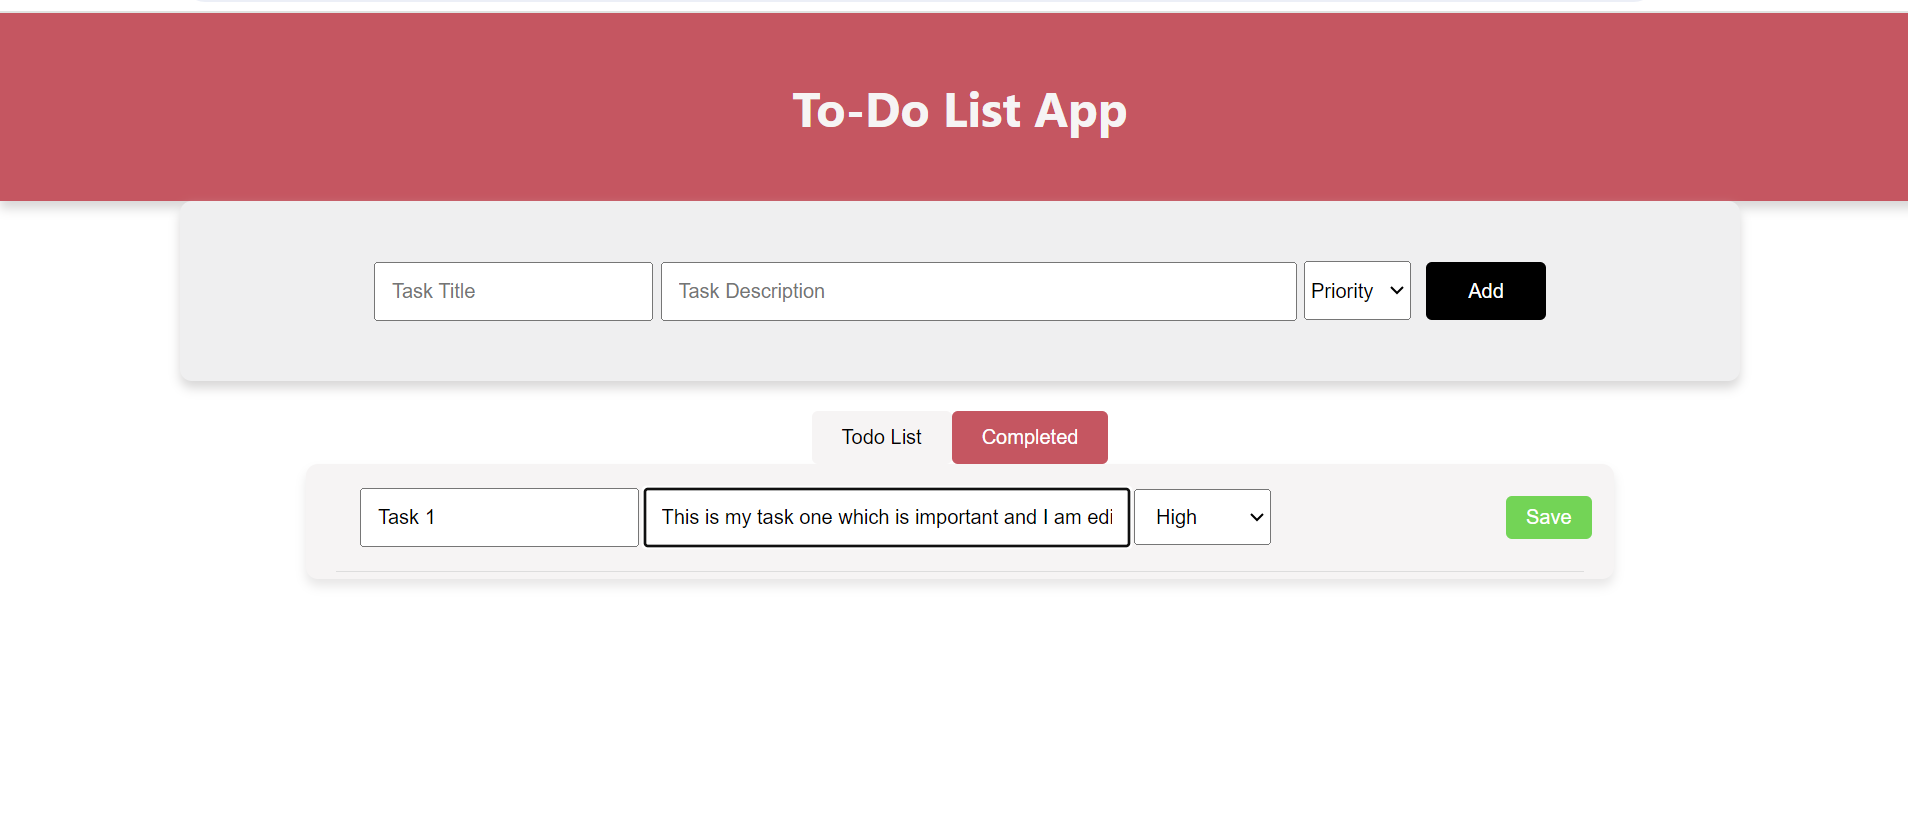 To-Do List App
Task Title Task Description Priority Add
Todo List Completed
Task 1 This is my task one which is important and I am edi High Save